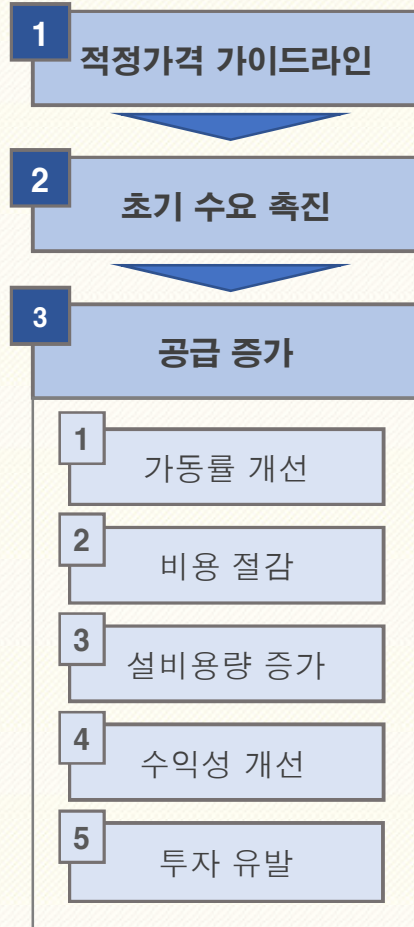 1
적정가격 가이드라인
2
초기 수요 촉진
3
공급 증가
1
가동률 개선
2
비용 절감
3
설비용량 증가
4
수익성 개선
5
투자 유발